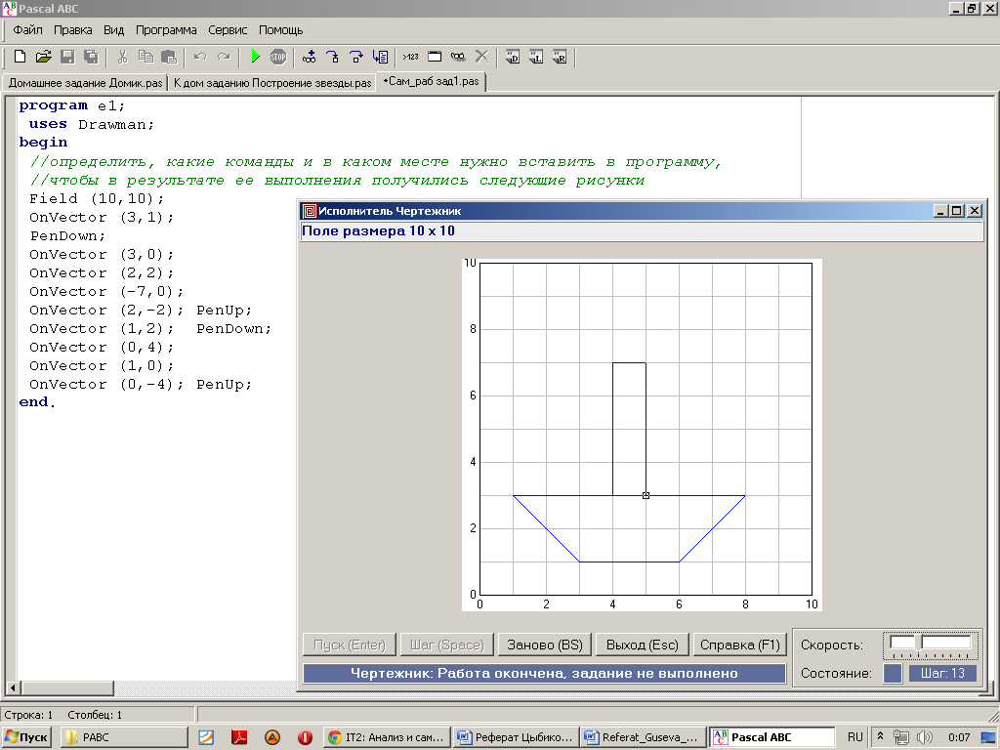 Pascal ABC
Файл Правка Вид Программа Сервис Помощь
Домашнее задание Домик.pas К дом заданию Построение звезды.pas •Сам_раб зад1.pas
program e1;
uses Drawman;
begin
//определить, какие команды и в каком месте нужно вставить в программу,
//чтобы в результате ее выполнения получились следующие рисунки
Field (10,10);
OnVector (3,1);
PenDown;
OnVector (3,0);
OnVector (2,2);
OnVector (-7,0);
OnVector (2,-2); PenUp;
OnVector (1,2); PenDown;
OnVector (0,4);
OnVector (1,0);
OnVector (0,-4); PenUp;
end.
Исполнитель Чертежник
Поле размера 10 x 10
10
8
6
4
2
0
0 2 4 6 8 10
Пуск (Enter) Шаг (Space) Заново (BS) Выход (Esc) Справка (F1) Скорость:
Чертежник: Работа окончена, задание не выполнено Состояние: Шаг: 13
Строка: 1 Столбец: 1
Пуск PABC IT2: Анализ и сам... Реферат Цыбико... Referat_Guseva_... Pascal ABC RU 0:07